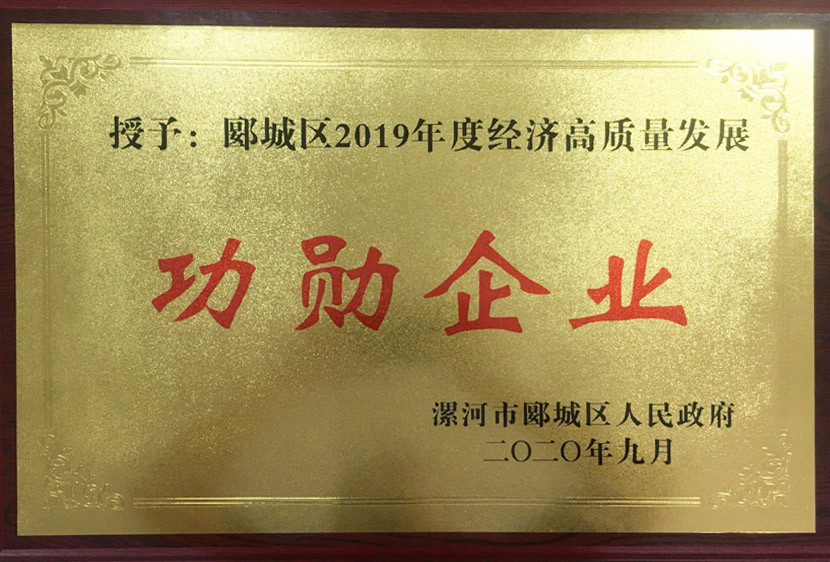 授予：郾城区2019年度经济高质量发展
功勋企业
漯河市郾城区人民政府
二〇二〇年九月